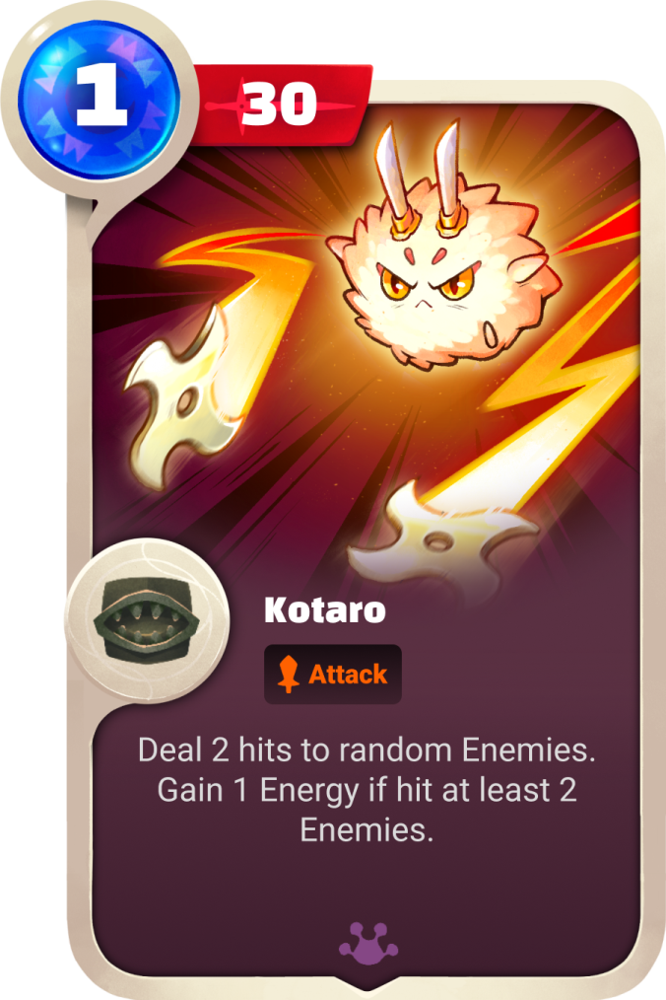 1
30
Kotaro
Attack
Deal 2 hits to random Enemies.
Gain 1 Energy if hit at least 2
Enemies.